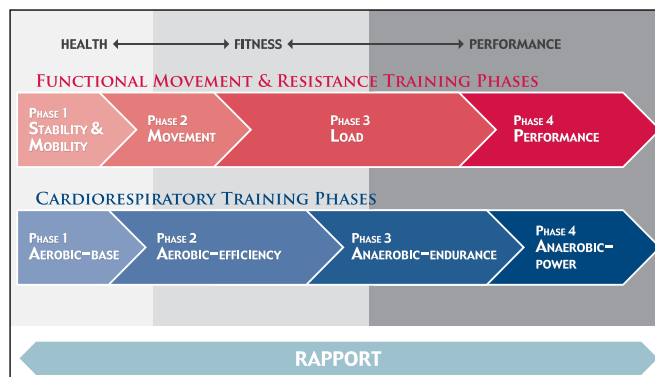 HEALTH FITNESS PERFORMANCE
FUNCTIONAL MOVEMENT & RESISTANCE TRAINING PHASES
PHASE 1
STABILITY &
MOBILITY
PHASE 2
MOVEMENT
PHASE 3
LOAD
PHASE 4
PERFORMANCE
CARDIORESPIRATORY TRAINING PHASES
PHASE 1
AEROBIC–BASE
PHASE 2
AEROBIC–EFFICIENCY
PHASE 3
ANAEROBIC–ENDURANCE
PHASE 4
ANAEROBIC–
POWER
RAPPORT